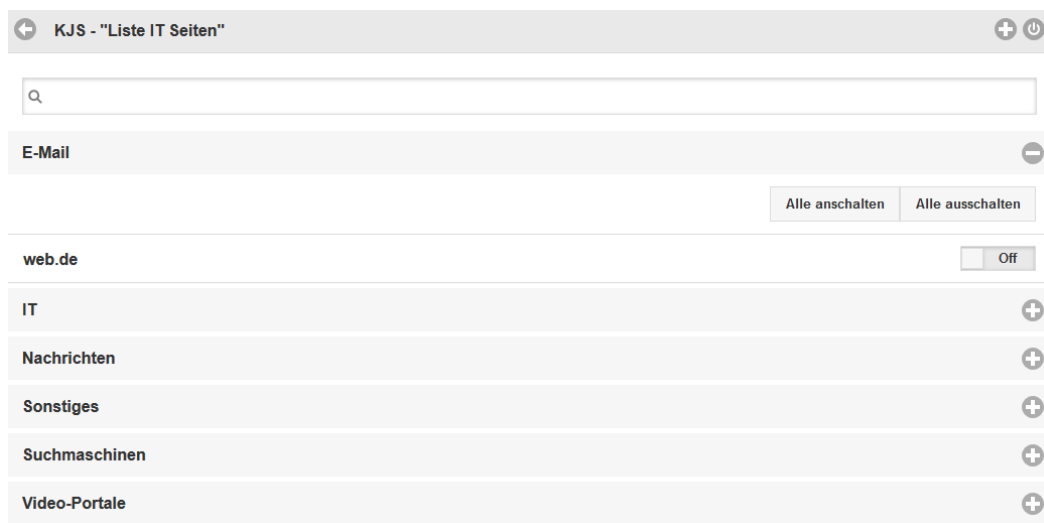 KJS - "Liste IT Seiten"
E-Mail
Alle anschalten Alle ausschalten
web.de Off
IT
Nachrichten
Sonstiges
Suchmaschinen
Video-Portale